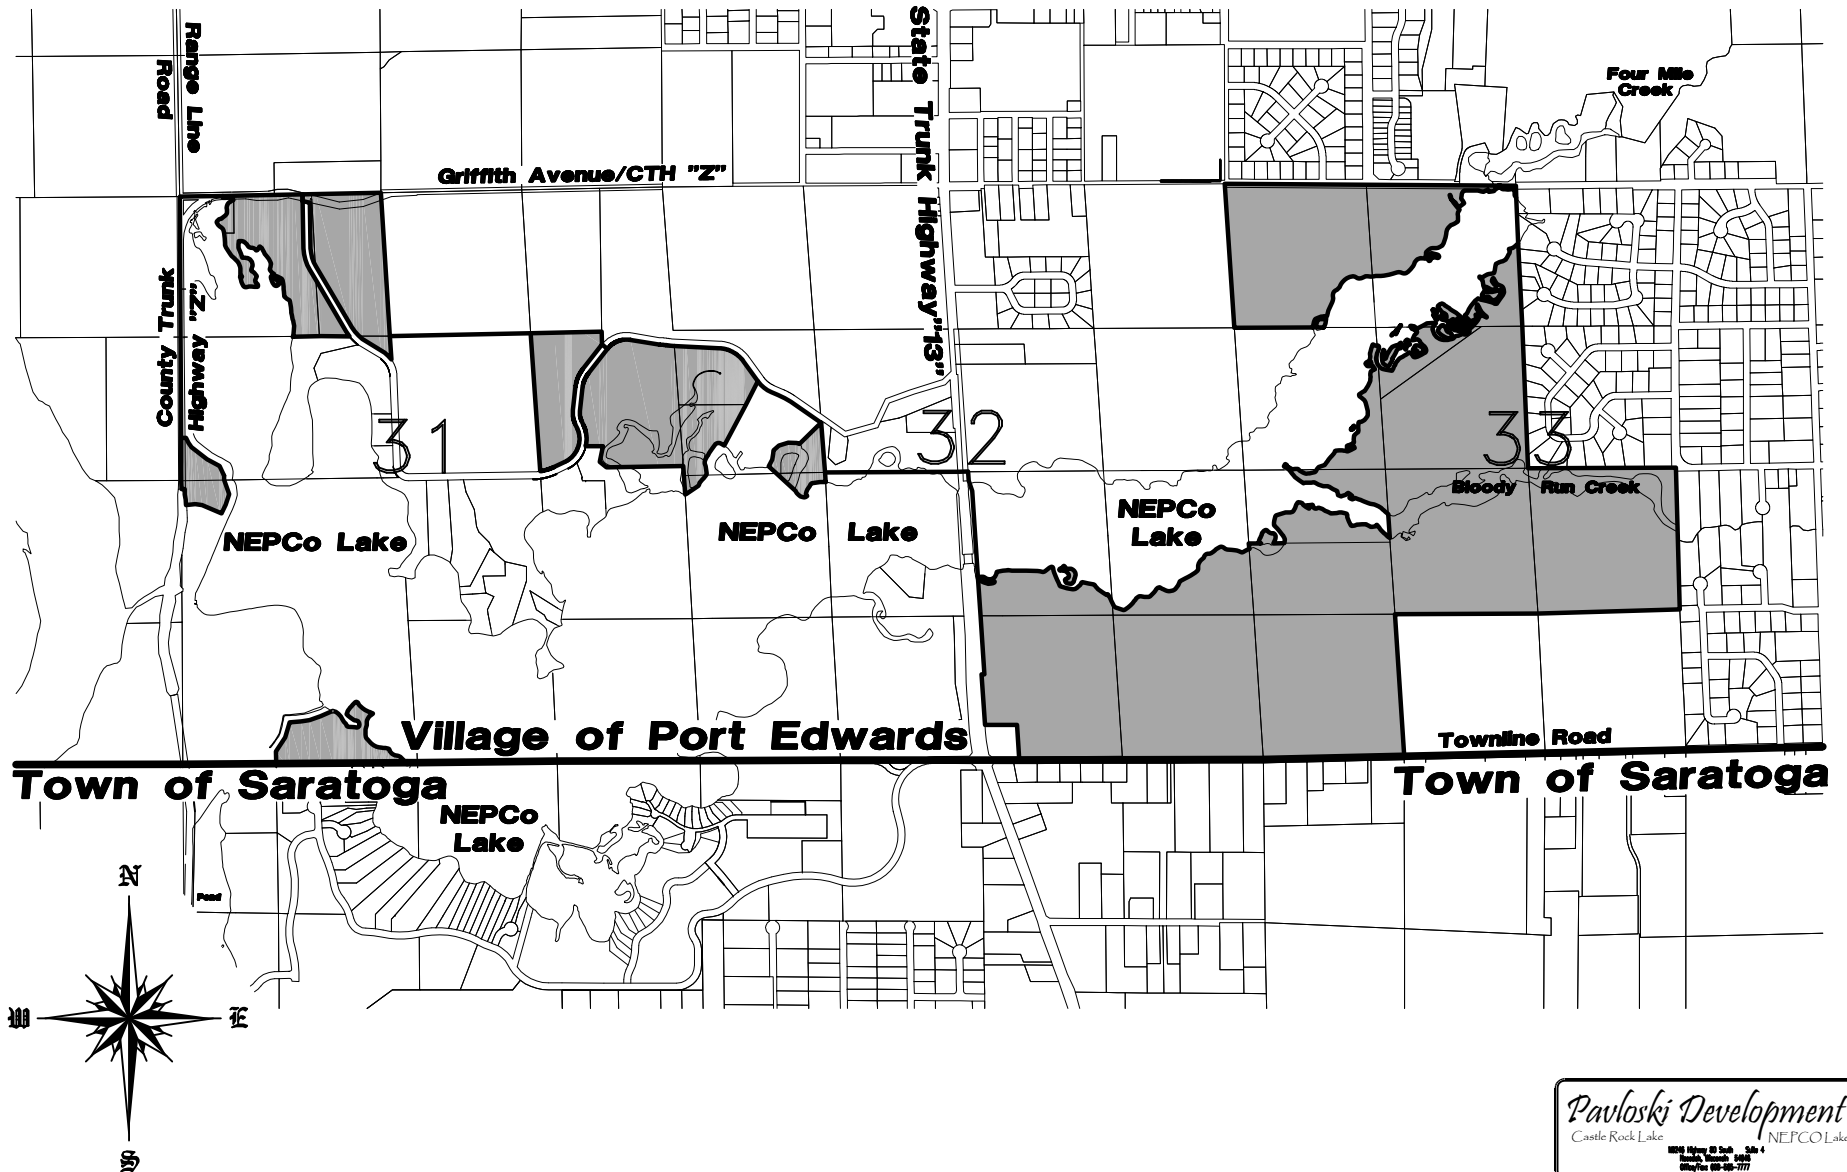 Range Line
Road
State Trunk Highway"13"
Four Mile
Creek
Griffith Avenue/CTH "Z"
County Trunk
Highway "Z"
31
32
33
Bloody Run Creek
NEPCo Lake
NEPCo Lake
NEPCo
Lake
Village of Port Edwards
Townline Road
Town of Saratoga
Town of Saratoga
NEPCo
Lake
N
W
E
S
Pavloski Development
Castle Rock Lake
NEPCO Lake